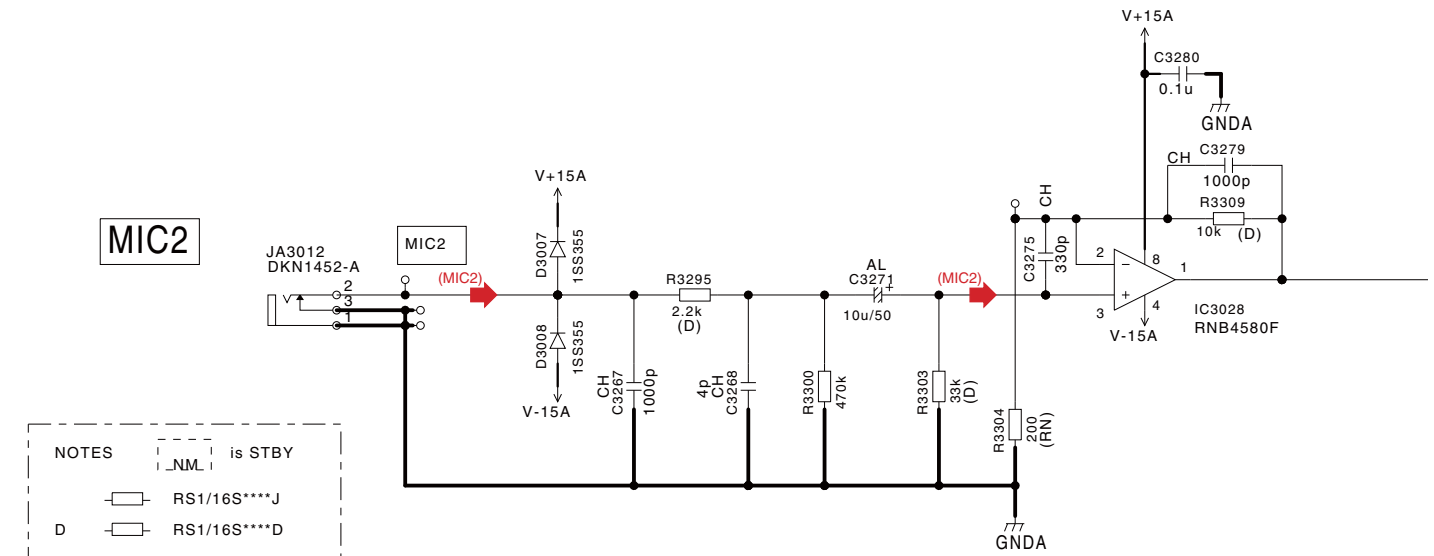 V+15A
C3280
0.1u
GNDA
CH
C3279
1000p
R3309
10k
(D)
CH
C3275
330p
2
8
1
3
4
IC3028
RNB4580F
V-15A
V+15A
D3007
1SS355
MIC2
JA3012
DKN1452-A
MIC2
(MIC2)
2
3
1
D3008
1SS355
V-15A
CH
C3267
1000p
R3295
2.2k
(D)
4p
CH
C3268
AL
C3271
+
10u/50
(MIC2)
R3300
470k
R3303
33k
(D)
R3304
200
(RN)
GNDA
NOTES
NM
is STBY
RS1/16S****J
D
RS1/16S****D